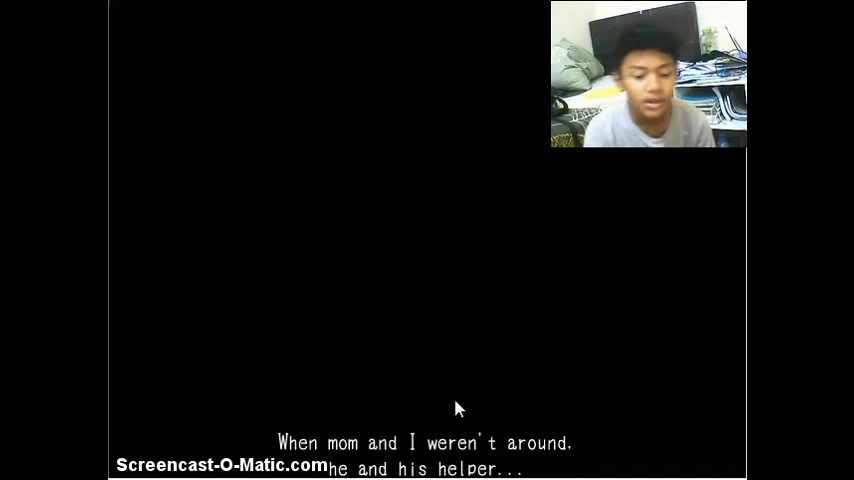 When mom and I weren't around,
he and his helper...
Screencast-O-Matic.com